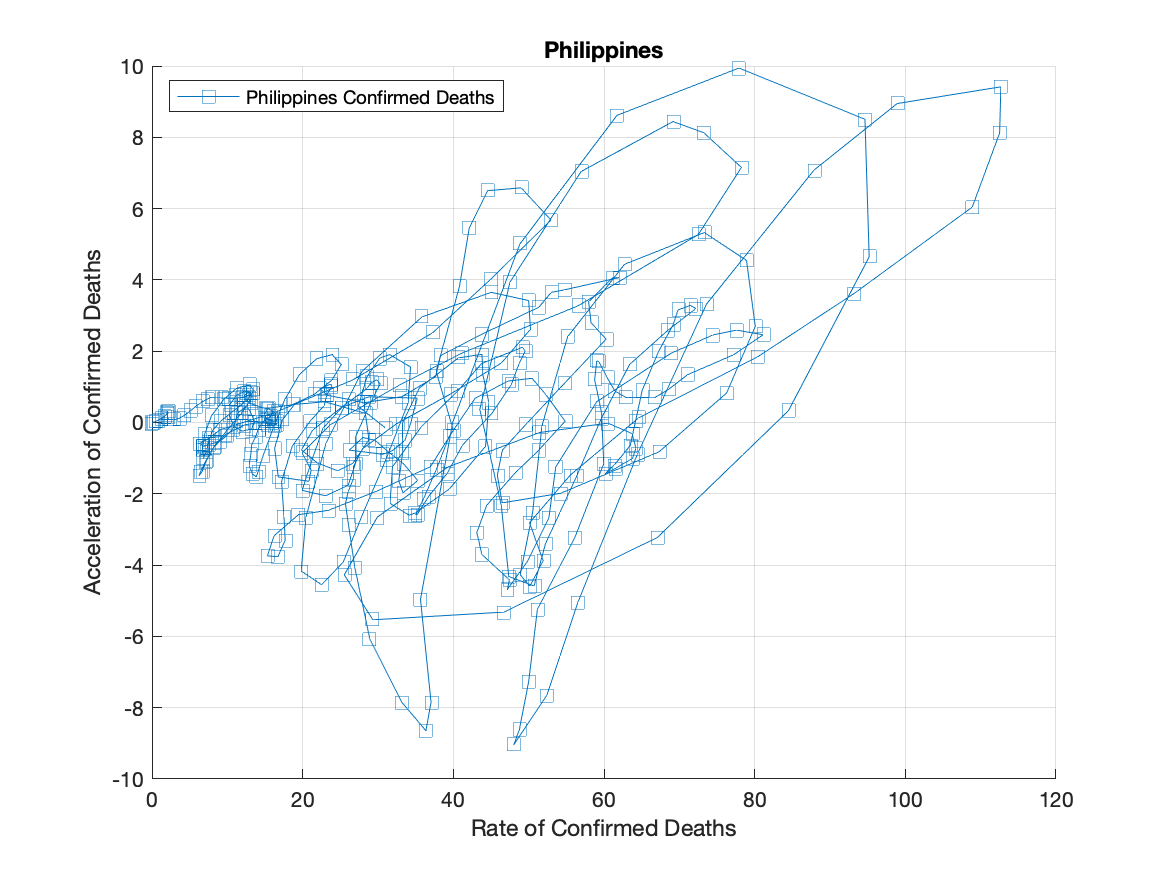 Philippines
Philippines Confirmed Deaths
Acceleration of Confirmed Deaths
10
8
6
4
2
0
-2
-4
-6
-8
-10
0 20 40 60 80 100 120
Rate of Confirmed Deaths